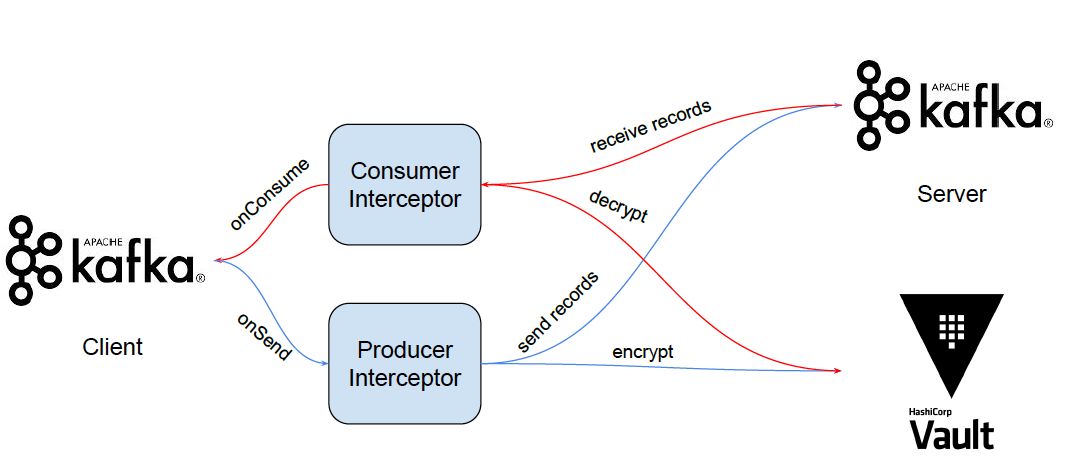 APACHE
kafka®
Server
receive records
Consumer
Interceptor
onConsume
decrypt
APACHE
kafka®
Client
onSend
Producer
Interceptor
send records
encrypt
HashiCorp
Vault